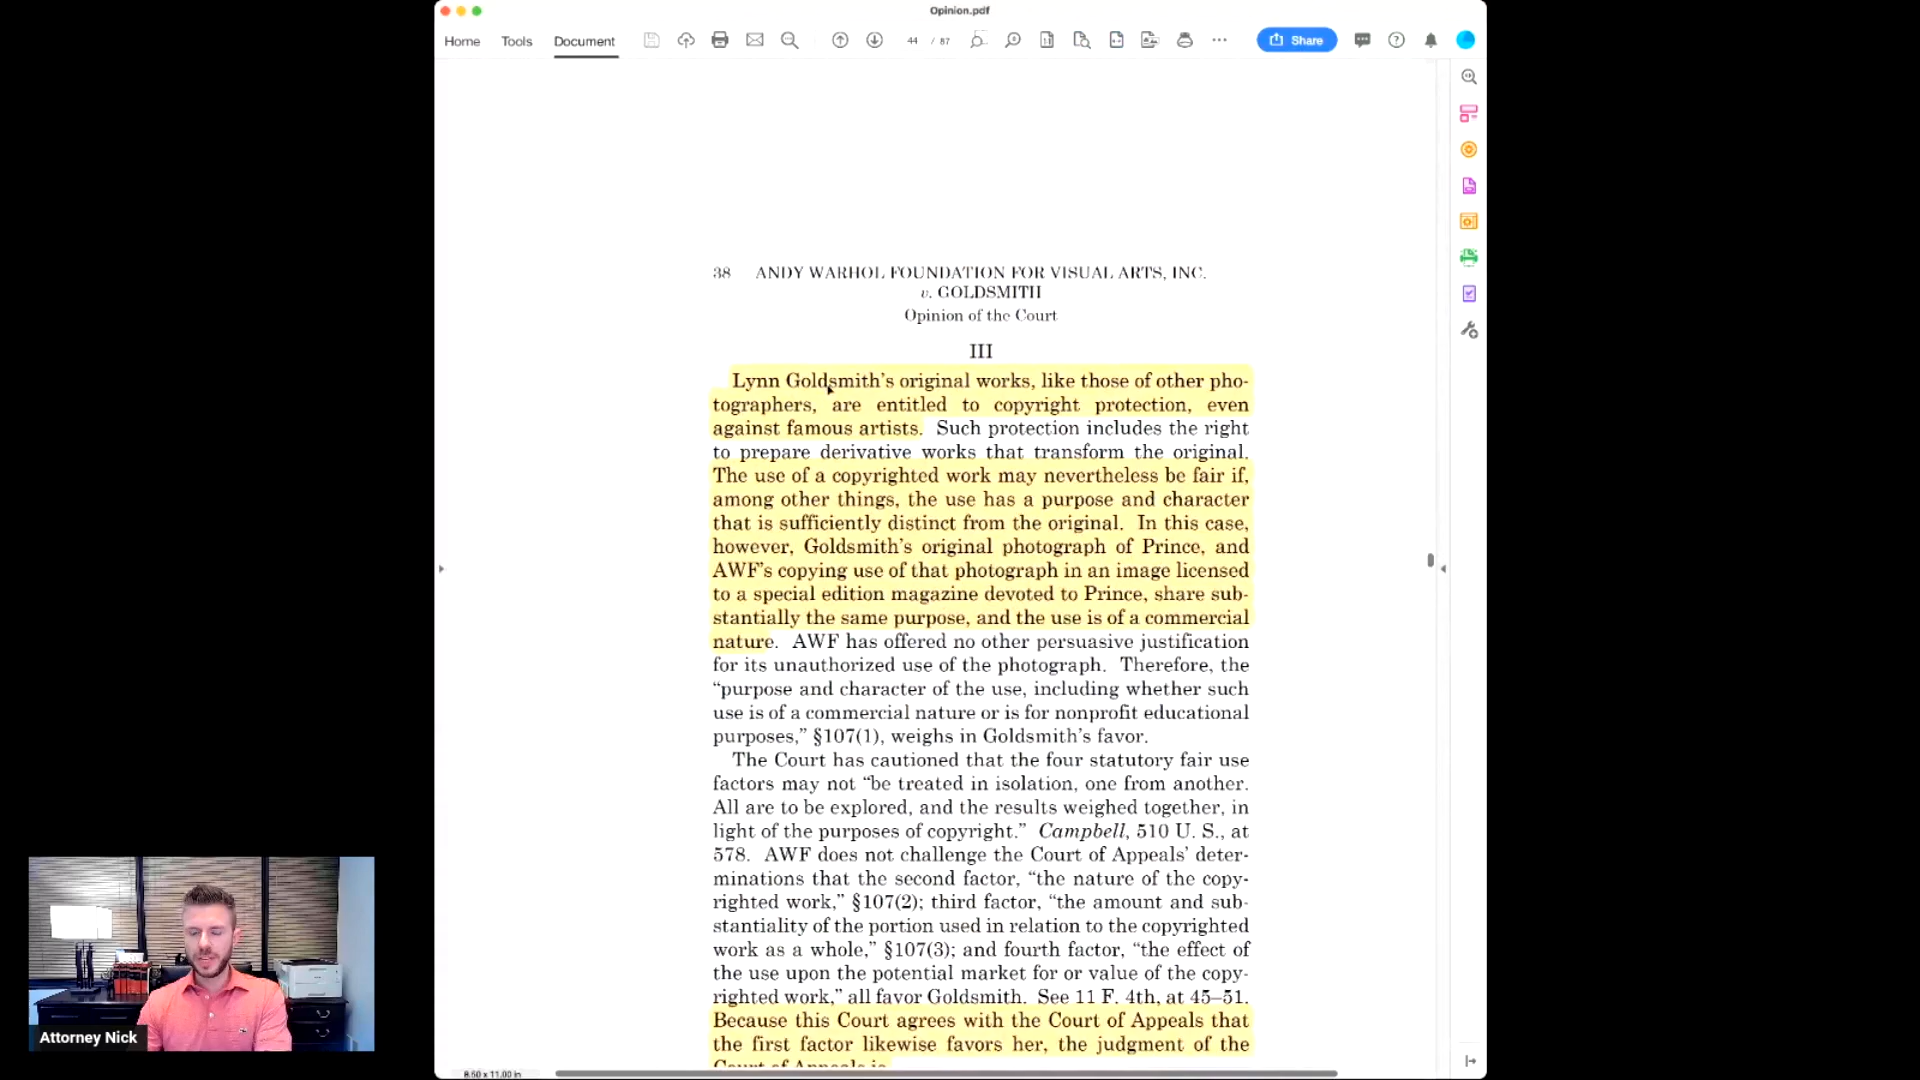 Opinion.pdf
Home Tools Document 44 / 87 Share
38 ANDY WARHOL FOUNDATION FOR VISUAL ARTS, INC.
v. GOLDSMITH
Opinion of the Court
III
Lynn Goldsmith's original works, like those of other pho-
tographers, are entitled to copyright protection, even
against famous artists. Such protection includes the right
to prepare derivative works that transform the original.
The use of a copyrighted work may nevertheless be fair if,
among other things, the use has a purpose and character
that is sufficiently distinct from the original. In this case,
however, Goldsmith's original photograph of Prince, and
AWF's copying use of that photograph in an image licensed
to a special edition magazine devoted to Prince, share sub-
stantially the same purpose, and the use is of a commercial
nature. AWF has offered no other persuasive justification
for its unauthorized use of the photograph. Therefore, the
“purpose and character of the use, including whether such
use is of a commercial nature or is for nonprofit educational
purposes,” §107(1), weighs in Goldsmith's favor.
The Court has cautioned that the four statutory fair use
factors may not “be treated in isolation, one from another.
All are to be explored, and the results weighed together, in
light of the purposes of copyright.” Campbell, 510 U. S., at
578. AWF does not challenge the Court of Appeals' deter-
minations that the second factor, “the nature of the copy-
righted work,” §107(2); third factor, “the amount and sub-
stantiality of the portion used in relation to the copyrighted
work as a whole,” §107(3); and fourth factor, “the effect of
the use upon the potential market for or value of the copy-
righted work,” all favor Goldsmith. See 11 F. 4th, at 45–51.
Because this Court agrees with the Court of Appeals that
the first factor likewise favors her, the judgment of the
Court of Appeals is
8.50 x 11.00 in
Attorney Nick